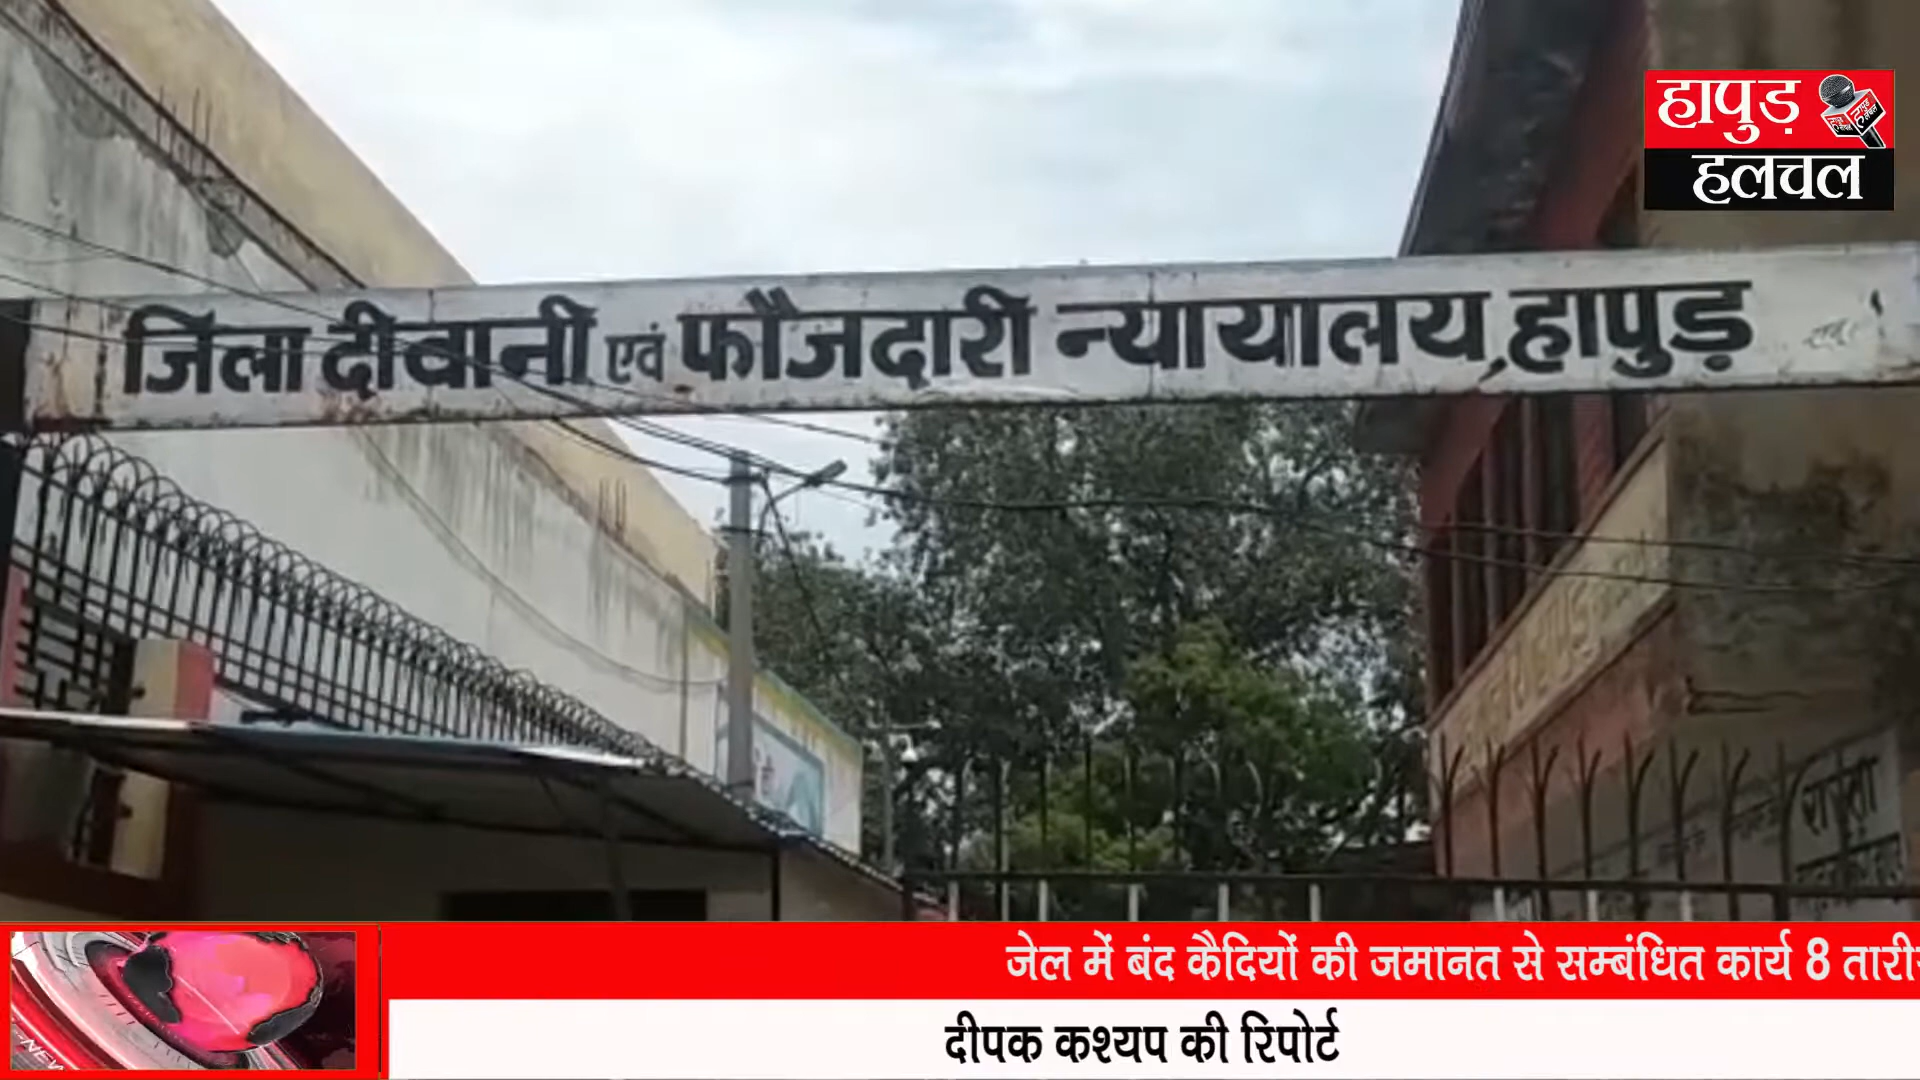 हापुड़
हलचल
जिला दीवानी एवं फौजदारी न्यायालय, हापुड़
जेल में बंद कैदियों की जमानत से सम्बंधित कार्य 8
दीपक कश्यप की रिपोर्ट